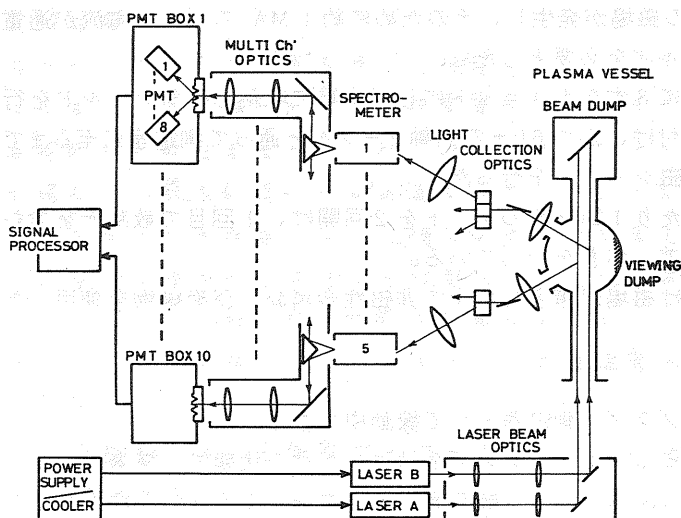 PMT BOX 1
1
PMT
8
MULTI Ch'
OPTICS
SPECTRO-
METER
1
LIGHT
COLLECTION
OPTICS
PLASMA VESSEL
BEAM DUMP
SIGNAL
PROCESSOR
VIEWING
DUMP
5
PMT BOX 10
LASER BEAM
OPTICS
POWER
SUPPLY
COOLER
LASER B
LASER A